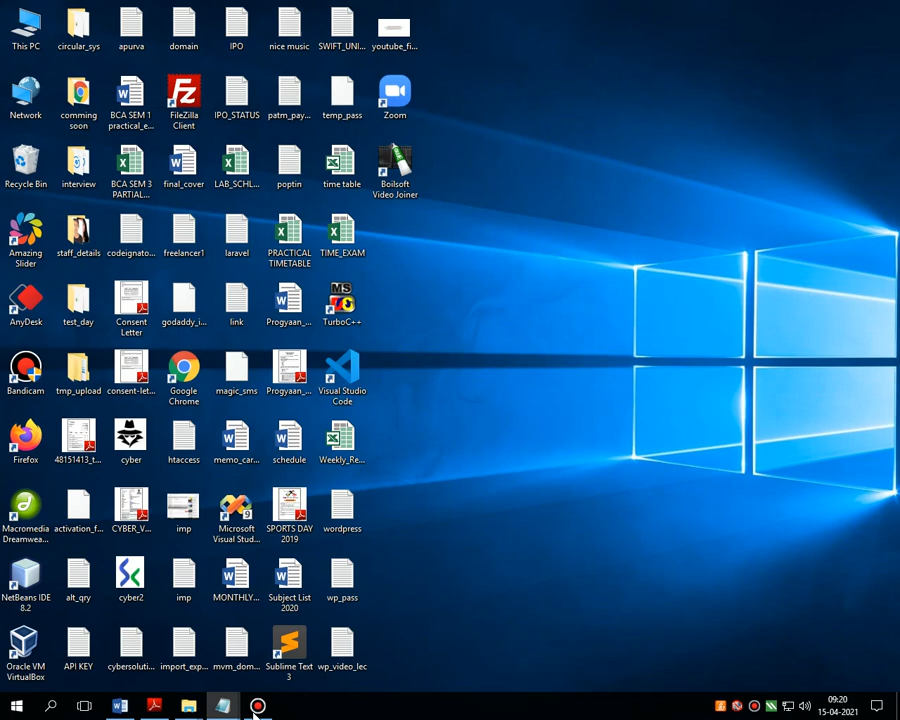 This PC
circular_sys
apurva
domain
IPO
nice music
SWIFT_UNI...
youtube_fi...
Network
comming
soon
BCA SEM 1
practical_e...
FileZilla
Client
IPO_STATUS
patm_pay...
temp_pass
Zoom
Recycle Bin
interview
BCA SEM 3
PARTIAL...
final_cover
LAB_SCHL...
poptin
time table
Boilsoft
Video Joiner
Amazing
Slider
staff_details
codeignato...
freelancer1
laravel
PRACTICAL
TIMETABLE
TIME_EXAM
AnyDesk
test_day
Consent
Letter
godaddy_i...
link
Progyaan_...
MS
TurboC++
Bandicam
tmp_upload
consent-let...
Google
Chrome
magic_sms
Progyaan_...
Visual Studio
Code
Firefox
48151413_t...
cyber
htaccess
memo_car...
schedule
Weekly_Re...
Macromedia
Dreamwea...
activation_f...
CYBER_V...
imp
Microsoft
Visual Stud...
SPORTS DAY
2019
wordpress
NetBeans IDE
8.2
alt_qry
cyber2
imp
MONTHLY...
Subject List
2020
wp_pass
Oracle VM
VirtualBox
API KEY
cybersoluti...
import_exp...
mvm_dom...
Sublime Text
3
wp_video_lec
09:20
15-04-2021